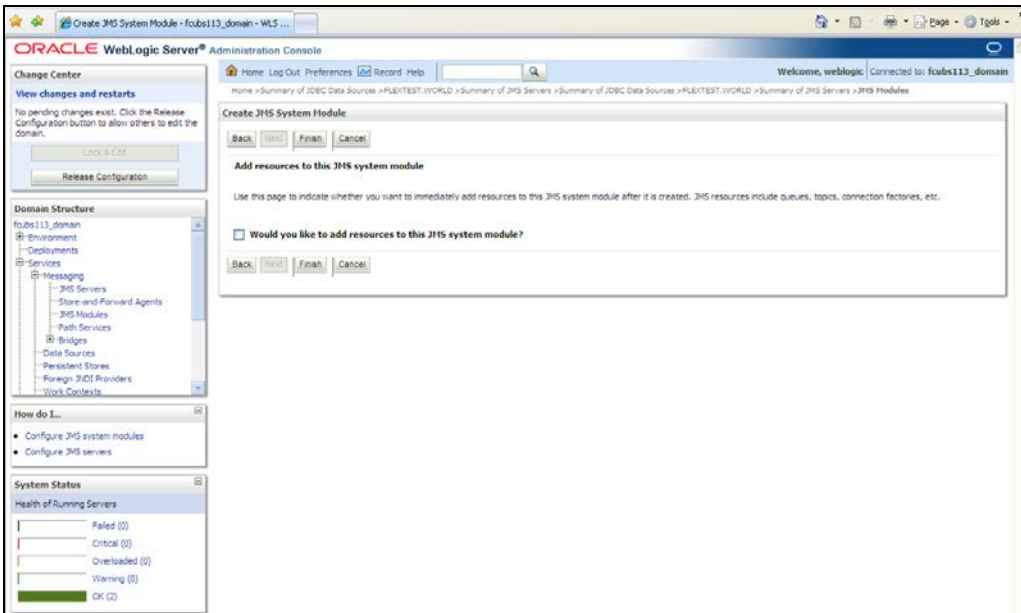 Create JMS System Module - fcubs113_domain - WLS ...
Page
Tools
ORACLE WebLogic Server® Administration Console
Change Center
View changes and restarts
No pending changes exist. Click the Release
Configuration button to allow others to edit the
domain.
Lock & Edit
Release Configuration
Domain Structure
fcubs113_domain
Environment
Deployments
Services
Messaging
JMS Servers
Store-and-Forward Agents
JMS Modules
Path Services
Bridges
Data Sources
Persistent Stores
Foreign JNDI Providers
Work Contexts
How do I...
Configure JMS system modules
Configure JMS servers
System Status
Health of Running Servers
Failed (0)
Critical (0)
Overloaded (0)
Warning (0)
OK (2)
Home Log Out Preferences Record Help
Welcome, weblogic Connected to: fcubs113_domain
Home >Summary of JDBC Data Sources >FLEXTEST.WORLD >Summary of JMS Servers >Summary of JDBC Data Sources >FLEXTEST.WORLD >Summary of JMS Servers >JMS Modules
Create JMS System Module
Back Next Finish Cancel
Add resources to this JMS system module
Use this page to indicate whether you want to immediately add resources to this JMS system module after it is created. JMS resources include queues, topics, connection factories, etc.
Would you like to add resources to this JMS system module?
Back Next Finish Cancel